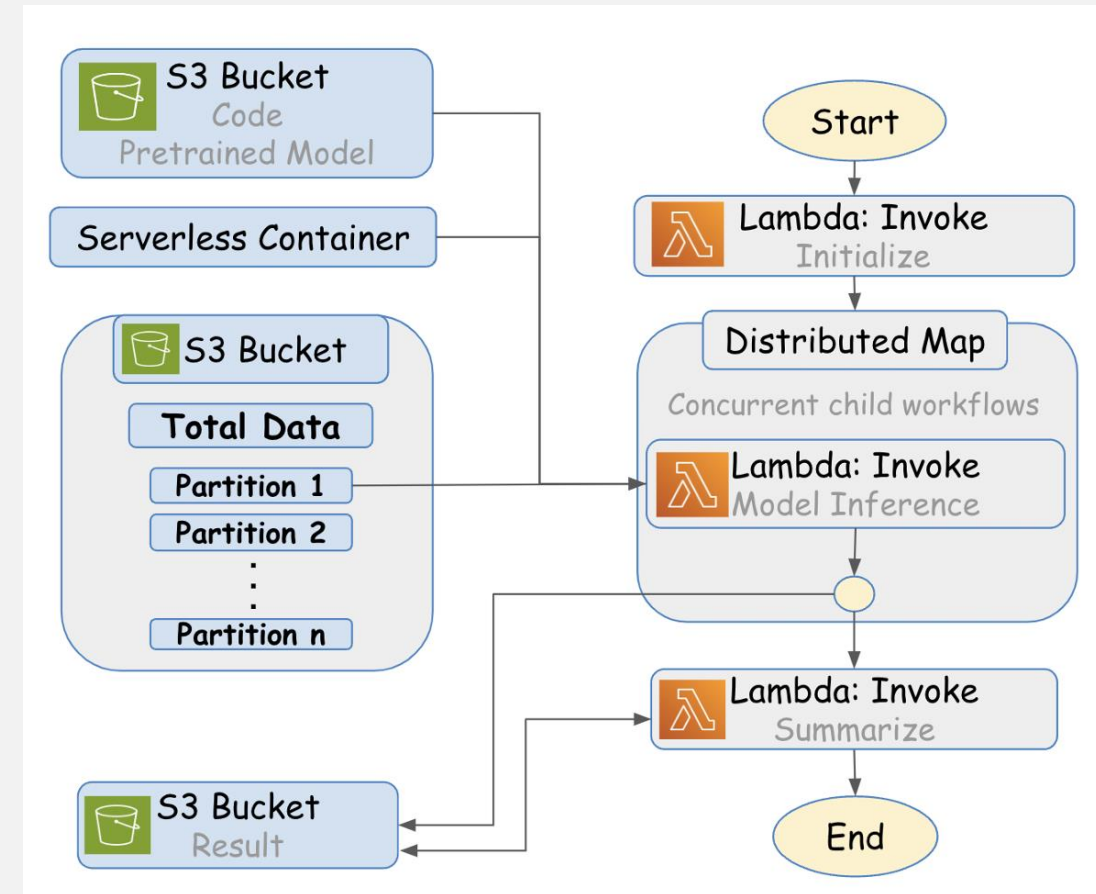 S3 Bucket
Code
Pretrained Model
Serverless Container
S3 Bucket
Total Data
Partition 1
Partition 2
Partition n
S3 Bucket
Result
Start
Lambda: Invoke
Initialize
Distributed Map
Concurrent child workflows
Lambda: Invoke
Model Inference
Lambda: Invoke
Summarize
End